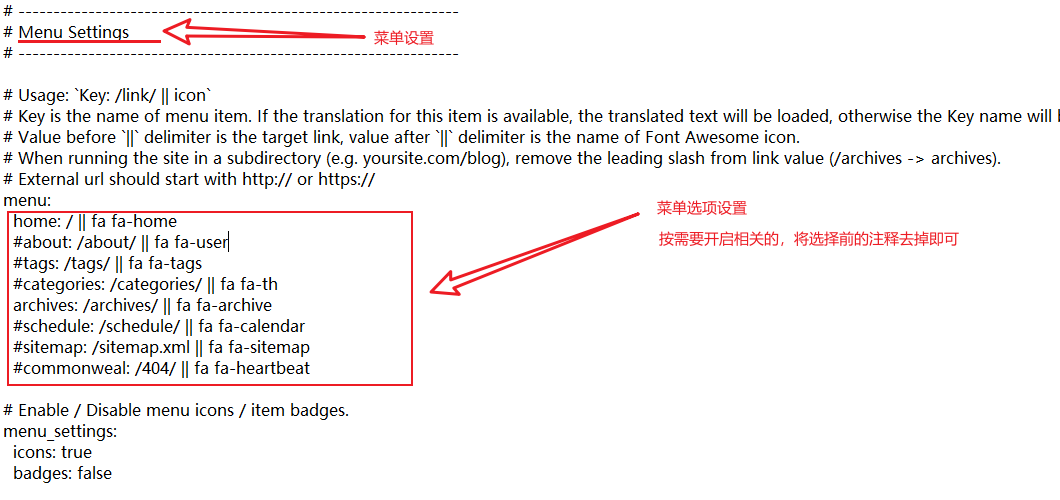 # ---------------------------------------------------------------
# Menu Settings
菜单设置
# ---------------------------------------------------------------
# Usage: `Key: /link/ || icon`
# Key is the name of menu item. If the translation for this item is available, the translated text will be loaded, otherwise the Key name will
# Value before `||` delimiter is the target link, value after `||` delimiter is the name of Font Awesome icon.
# When running the site in a subdirectory (e.g. yoursite.com/blog), remove the leading slash from link value (/archives -> archives).
# External url should start with http:// or https://
menu:
home: / || fa fa-home
#about: /about/ || fa fa-user
#tags: /tags/ || fa fa-tags
#categories: /categories/ || fa fa-th
archives: /archives/ || fa fa-archive
#schedule: /schedule/ || fa fa-calendar
#sitemap: /sitemap.xml || fa fa-sitemap
#commonweal: /404/ || fa fa-heartbeat
菜单选项设置
按需要开启相关的，将选择前的注释去掉即可
# Enable / Disable menu icons / item badges.
menu_settings:
icons: true
badges: false